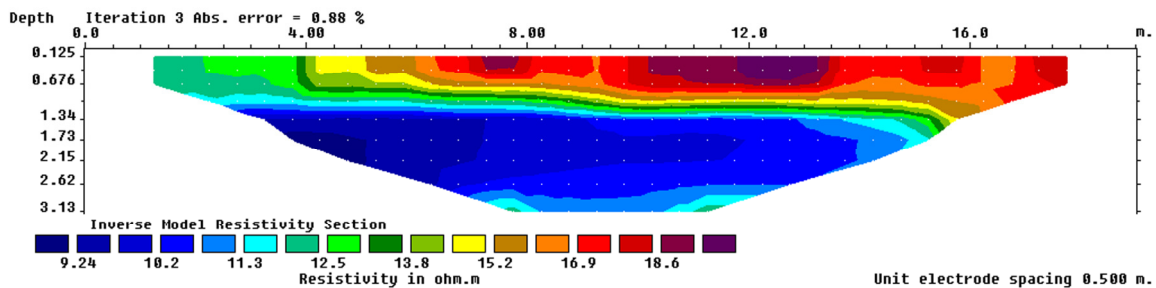 Depth Iteration 3 Abs. error = 0.88 %
0.0 4.00 8.00 12.0 16.0 m.
0.125
0.676
1.34
1.73
2.15
2.62
3.13
Inverse Model Resistivity Section
9.24 10.2 11.3 12.5 13.8 15.2 16.9 18.6
Resistivity in ohm.m Unit electrode spacing 0.500 m.